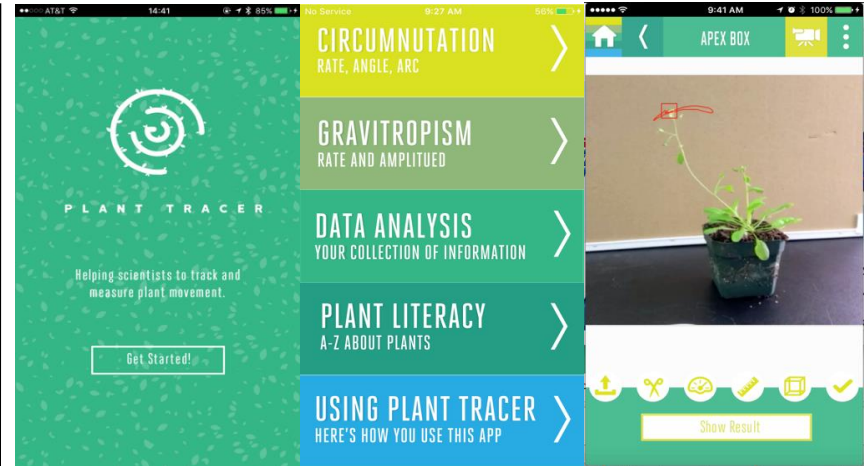 AT&T
14:41
85%
PLANT TRACER
Helping scientists to track and
measure plant movement.
Get Started!
No Service
9:27 AM
56%
CIRCUMNUTATION
RATE, ANGLE, ARC
GRAVITROPISM
RATE AND AMPLITUED
DATA ANALYSIS
YOUR COLLECTION OF INFORMATION
PLANT LITERACY
A-Z ABOUT PLANTS
USING PLANT TRACER
HERE'S HOW YOU USE THIS APP
9:41 AM
100%
APEX BOX
Show Result